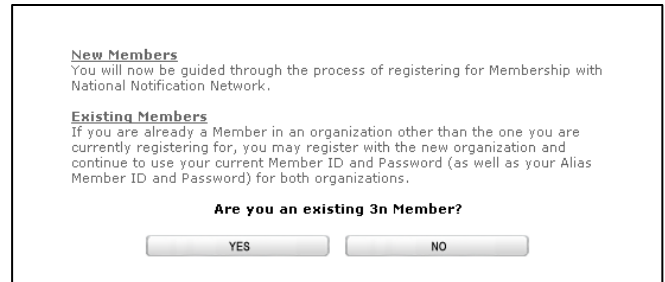 New Members
You will now be guided through the process of registering for Membership with
National Notification Network.
Existing Members
If you are already a Member in an organization other than the one you are
currently registering for, you may register with the new organization and
continue to use your current Member ID and Password (as well as your Alias
Member ID and Password) for both organizations.
Are you an existing 3n Member?
YES NO